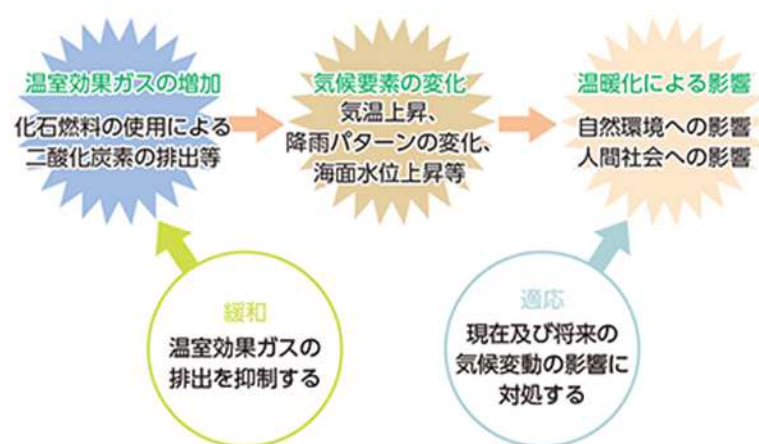 温室効果ガスの増加
化石燃料の使用による
二酸化炭素の排出等
気候要素の変化
気温上昇、
降雨パターンの変化、
海面水位上昇等
温暖化による影響
自然環境への影響
人間社会への影響
緩和
温室効果ガスの
排出を抑制する
適応
現在及び将来の
気候変動の影響に
対処する